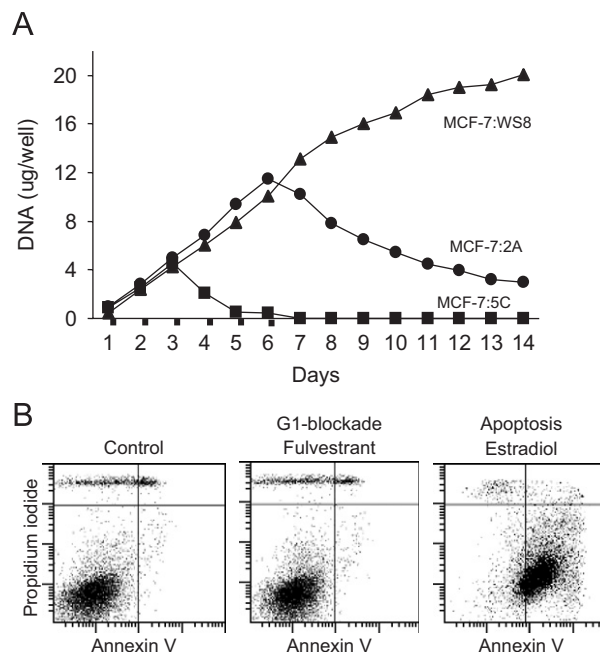 A
DNA (ug/well)
20
16
12
8
4
0
MCF-7:WS8
MCF-7:2A
MCF-7:5C
1 2 3 4 5 6 7 8 9 10 11 12 13 14
Days
B
Control
G1-blockade
Fulvestrant
Apoptosis
Estradiol
Propidium iodide
Annexin V
Annexin V
Annexin V